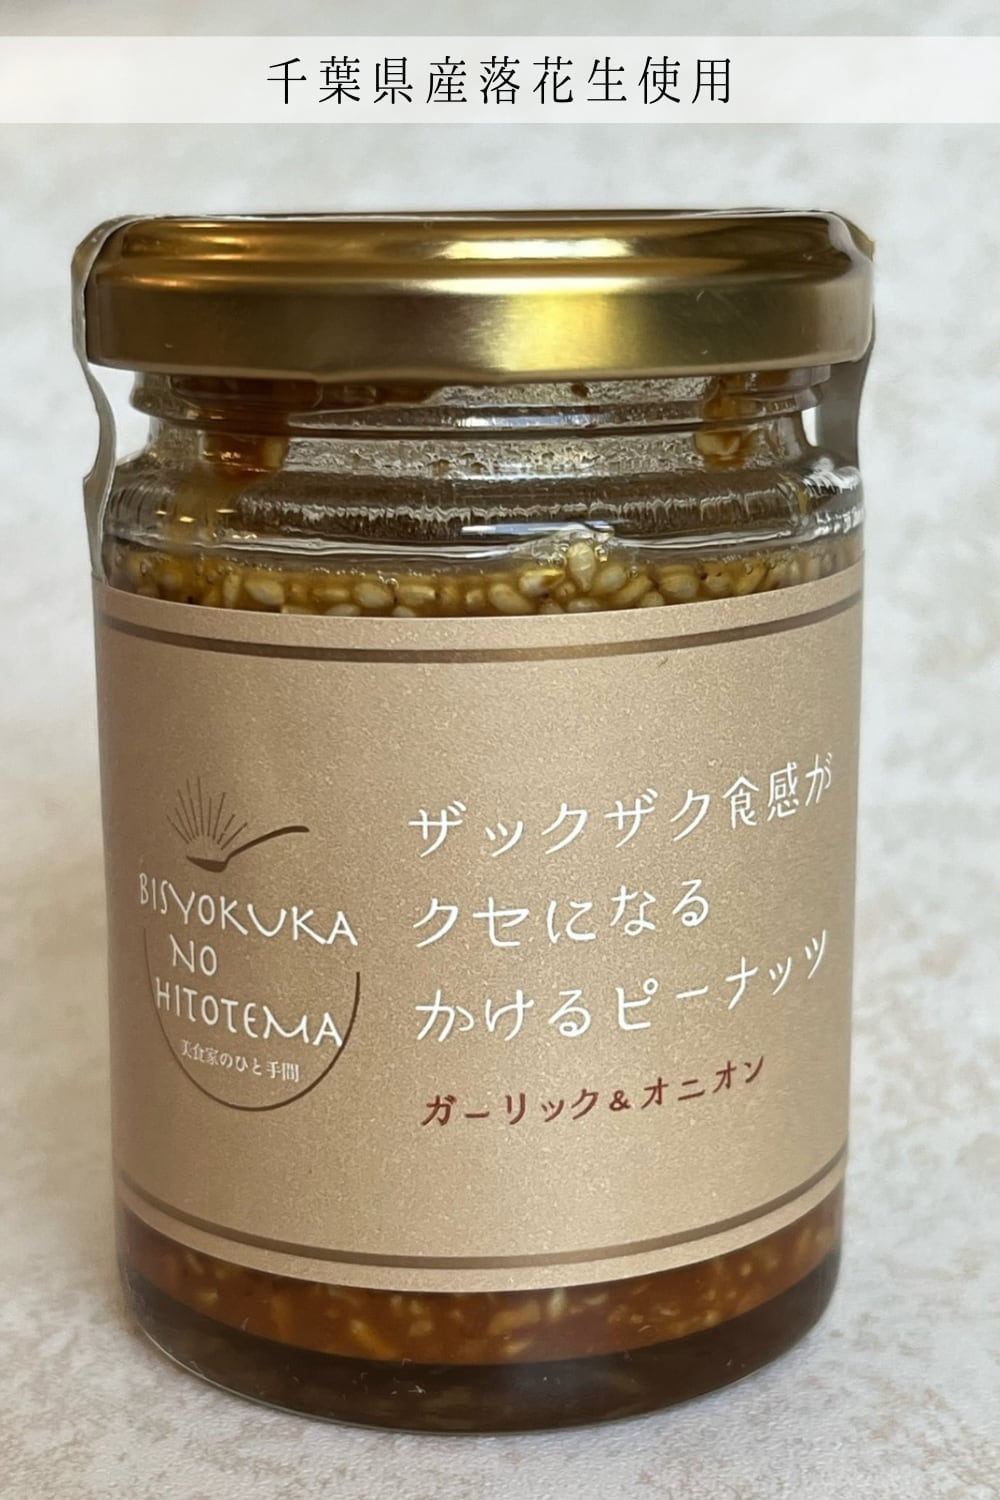 千葉県産落花生使用
BISYOKUKA
NO
HITOTEMA
美食家のひと手間
ザックザク食感が
クセになる
かけるピーナッツ
ガーリック&オニオン